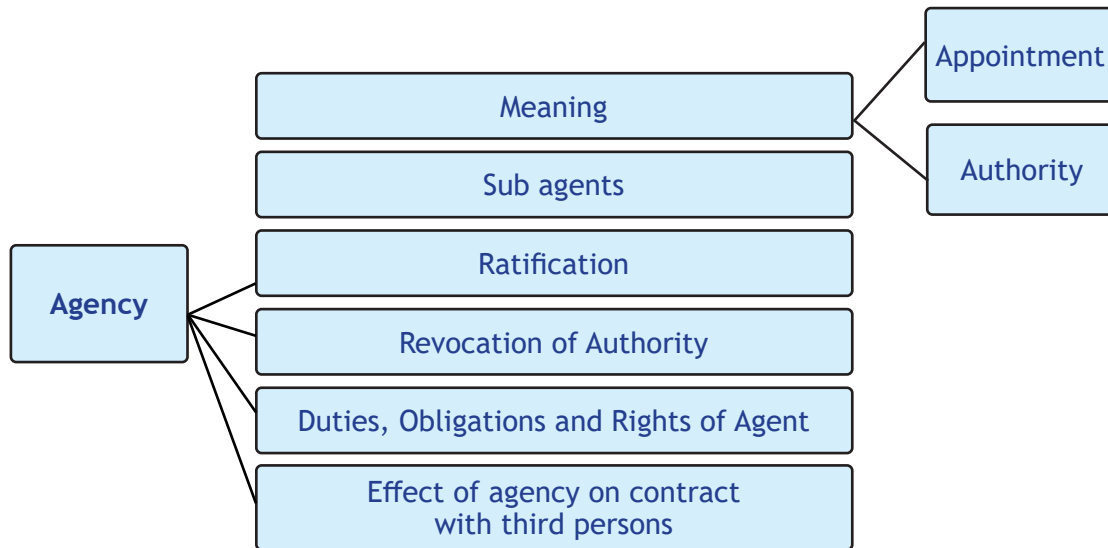 Agency
Meaning
Appointment
Authority
Sub agents
Ratification
Revocation of Authority
Duties, Obligations and Rights of Agent
Effect of agency on contract
with third persons